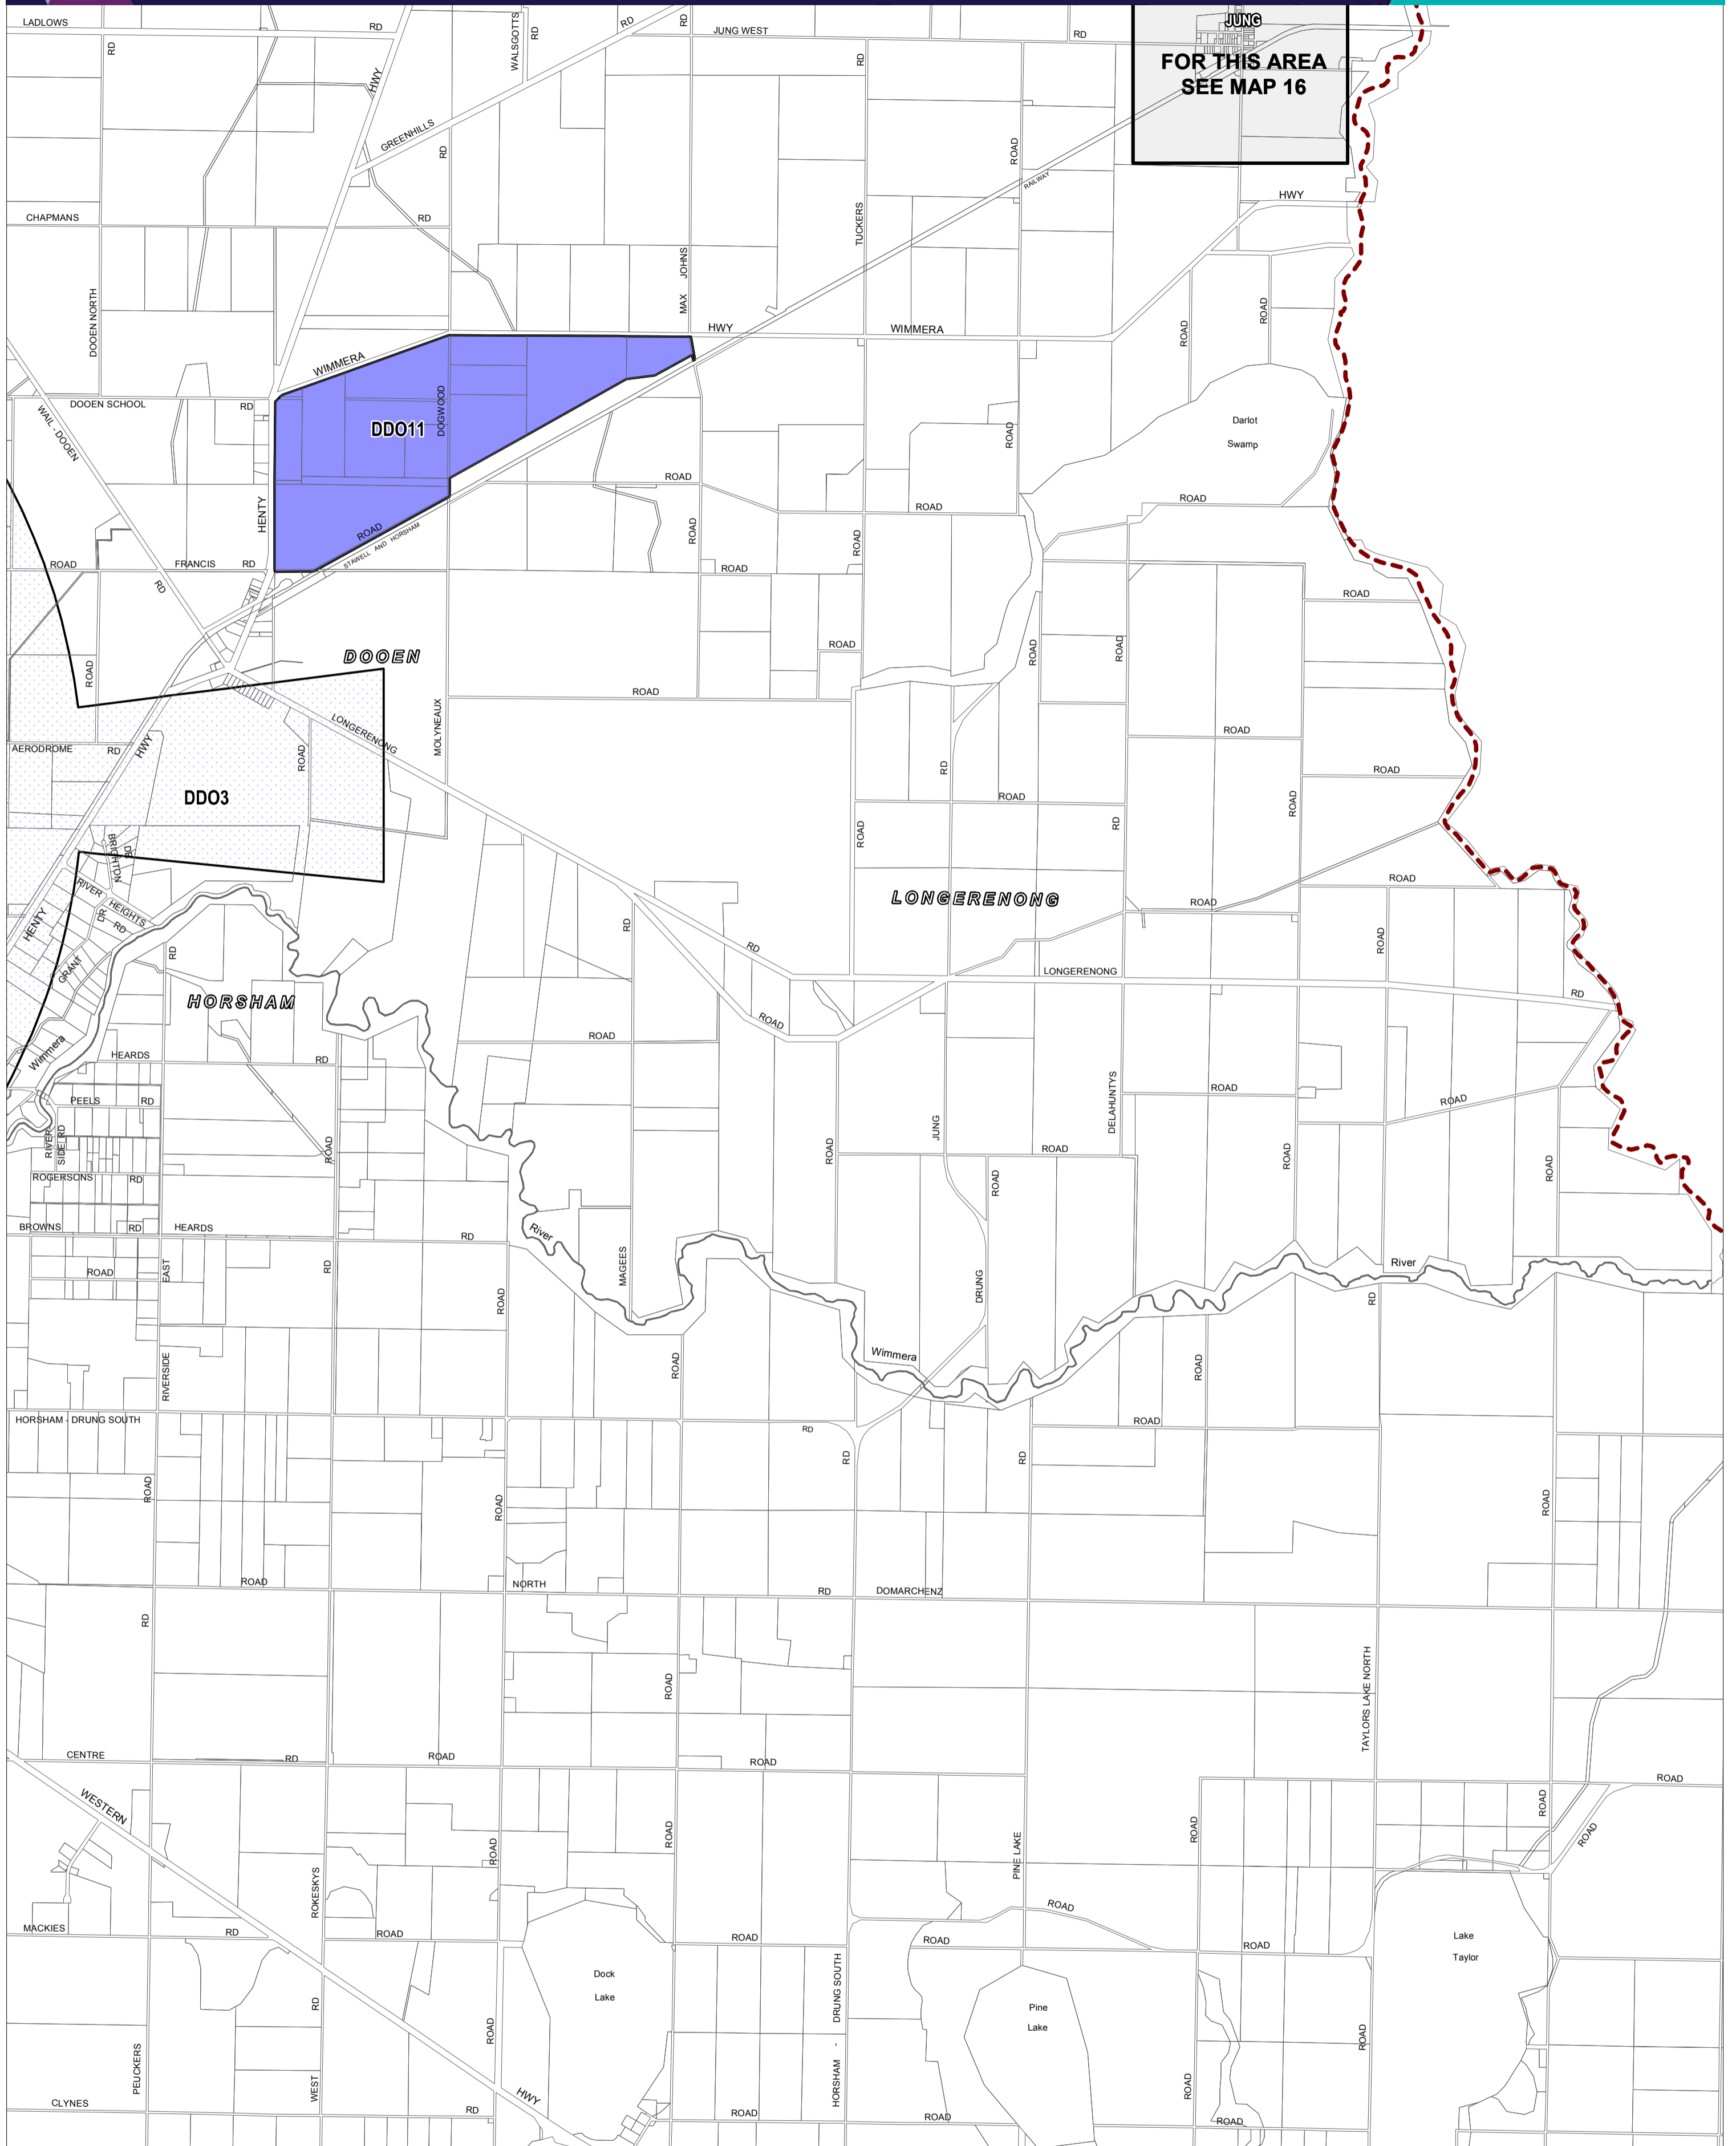 LADLOWS
RD
RD
HWY
WALSGOTTS
RD
RD
RD
JUNG WEST
RD
JUNG
FOR THIS AREA
SEE MAP 16
RD
GREENHILLS
RD
ROAD
RAILWAY
HWY
CHAPMANS
RD
TUCKERS
DOOEN NORTH
MAX JOHNS
ROAD
ROAD
HWY
WIMMERA
WIMMERA
DOOEN SCHOOL
RD
WAIL - DOOEN
DDO11
DOGWOOD
ROAD
Darlot
Swamp
HENTY
ROAD
ROAD
ROAD
ROAD
STAWELL AND HORSHAM
ROAD
ROAD
ROAD
FRANCIS
RD
RD
ROAD
ROAD
DOOEN
ROAD
ROAD
ROAD
ROAD
ROAD
MOLYNEAUX
LONGERENONG
AERODROME
RD
HWY
ROAD
ROAD
ROAD
RD
DDO3
ROAD
ROAD
ROAD
RD
BRIGHTON
DR
RIVER
HEIGHTS
RD
DR
GRANT
HENTY
RD
ROAD
LONGERENONG
ROAD
RD
RD
ROAD
LONGERENONG
RD
HORSHAM
ROAD
ROAD
Wimmera
HEARDS
RD
PEELS
RD
ROAD
ROAD
DELAHUNTYS
JUNG
RIVER
SIDE RD
ROAD
ROAD
ROAD
ROAD
ROAD
ROAD
ROGERSONS
RD
BROWNS
RD
HEARDS
RD
River
MAGEES
River
ROAD
EAST
RD
ROAD
DRUNG
RD
RIVERSIDE
ROAD
Wimmera
ROAD
HORSHAM - DRUNG SOUTH
RD
ROAD
RD
RD
ROAD
ROAD
ROAD
ROAD
NORTH
RD
DOMARCHENZ
RD
ROAD
TAYLORS LAKE NORTH
CENTRE
RD
ROAD
ROAD
ROAD
WESTERN
ROAD
ROAD
PINE LAKE
ROAD
ROAD
ROAD
ROKESKYS
MACKIES
RD
ROAD
ROAD
ROAD
ROAD
ROAD
Lake
Taylor
Dock
Lake
Pine
Lake
RD
ROAD
HORSHAM - DRUNG SOUTH
ROAD
PEUCKERS
WEST
HWY
ROAD
CLYNES
RD
ROAD
ROAD
ROAD